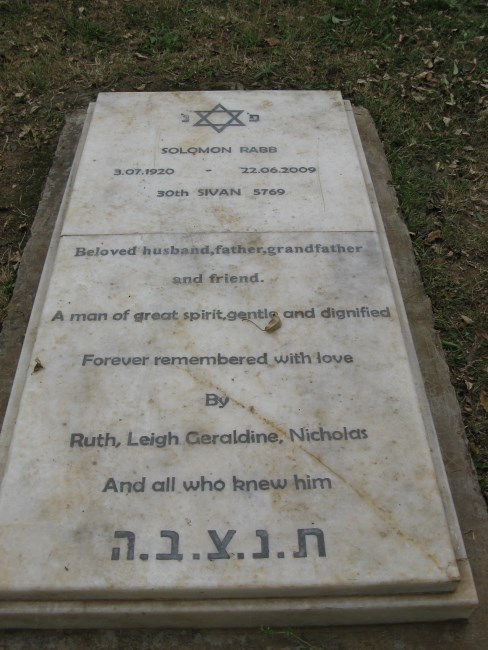 פ נ
SOLOMON RABB
3.07.1920 - 22.06.2009
30th SIVAN 5769
Beloved husband,father,grandfather
and friend.
A man of great spirit,gentle and dignified
Forever remembered with love
By
Ruth, Leigh Geraldine, Nicholas
And all who knew him
ת.נ.צ.ב.ה